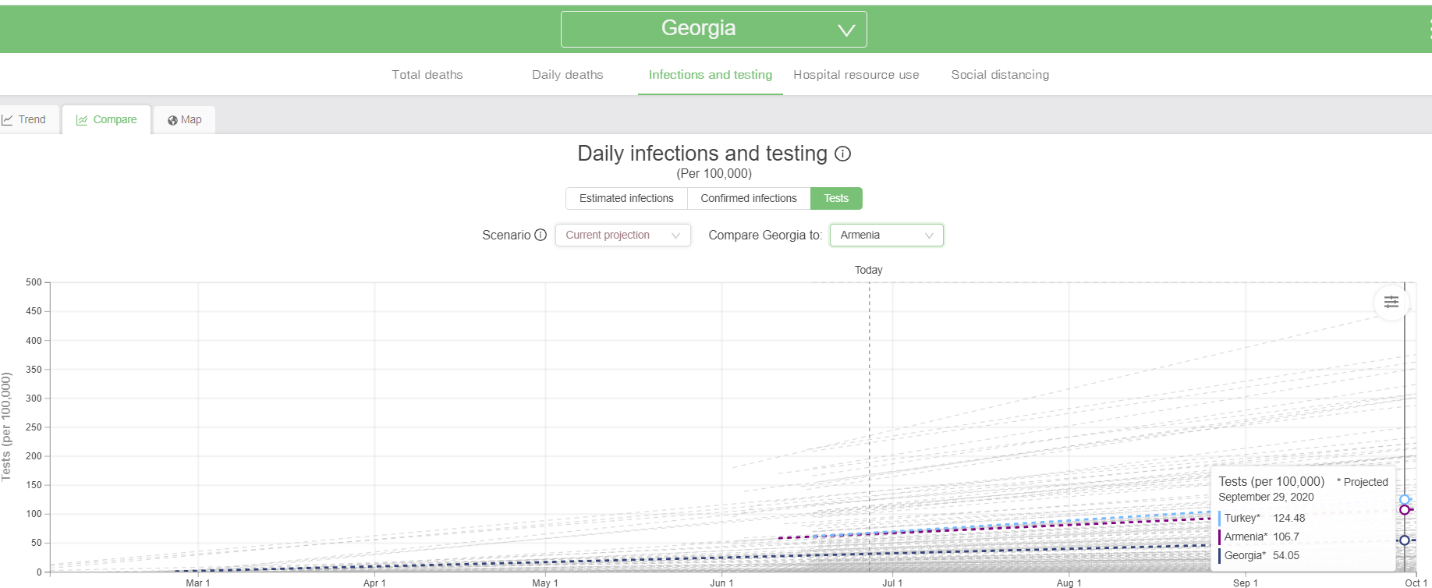 Georgia
Total deaths Daily deaths Infections and testing Hospital resource use Social distancing
Trend Compare Map
Daily infections and testing
(Per 100,000)
Estimated infections Confirmed infections Tests
Scenario Current projection Compare Georgia to: Armenia
Today
500
450
400
350
300
250
200
150
100
50
0
Tests (per 100,000)
Tests (per 100,000) * Projected
September 29, 2020
Turkey* 124.48
Armenia* 106.7
Georgia* 54.05
Mar 1 Apr 1 May 1 Jun 1 Jul 1 Aug 1 Sep 1 Oct 1